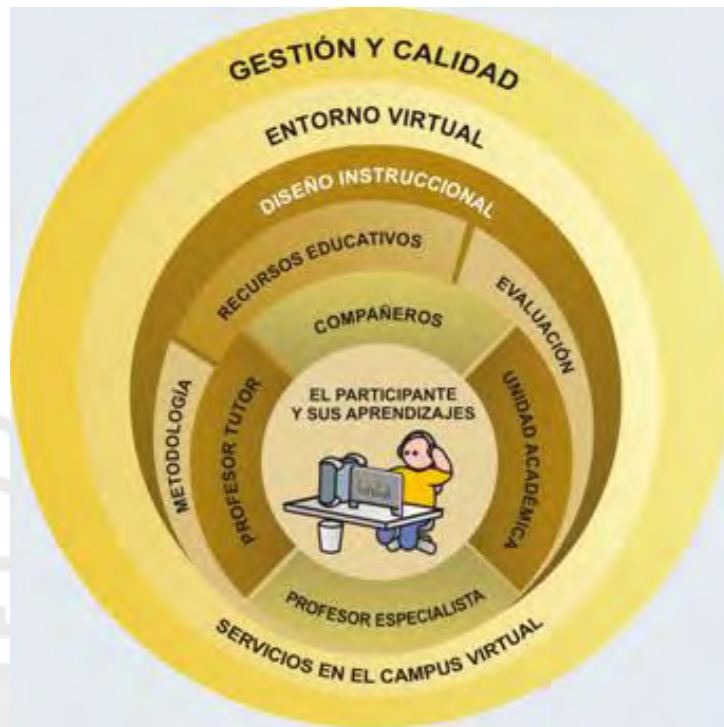 GESTIÓN Y CALIDAD
ENTORNO VIRTUAL
DISEÑO INSTRUCCIONAL
RECURSOS EDUCATIVOS
EVALUACIÓN
COMPAÑEROS
METODOLOGÍA
PROFESOR TUTOR
EL PARTICIPANTE
Y SUS APRENDIZAJES
UNIDAD ACADÉMICA
PROFESOR ESPECIALISTA
SERVICIOS EN EL CAMPUS VIRTUAL